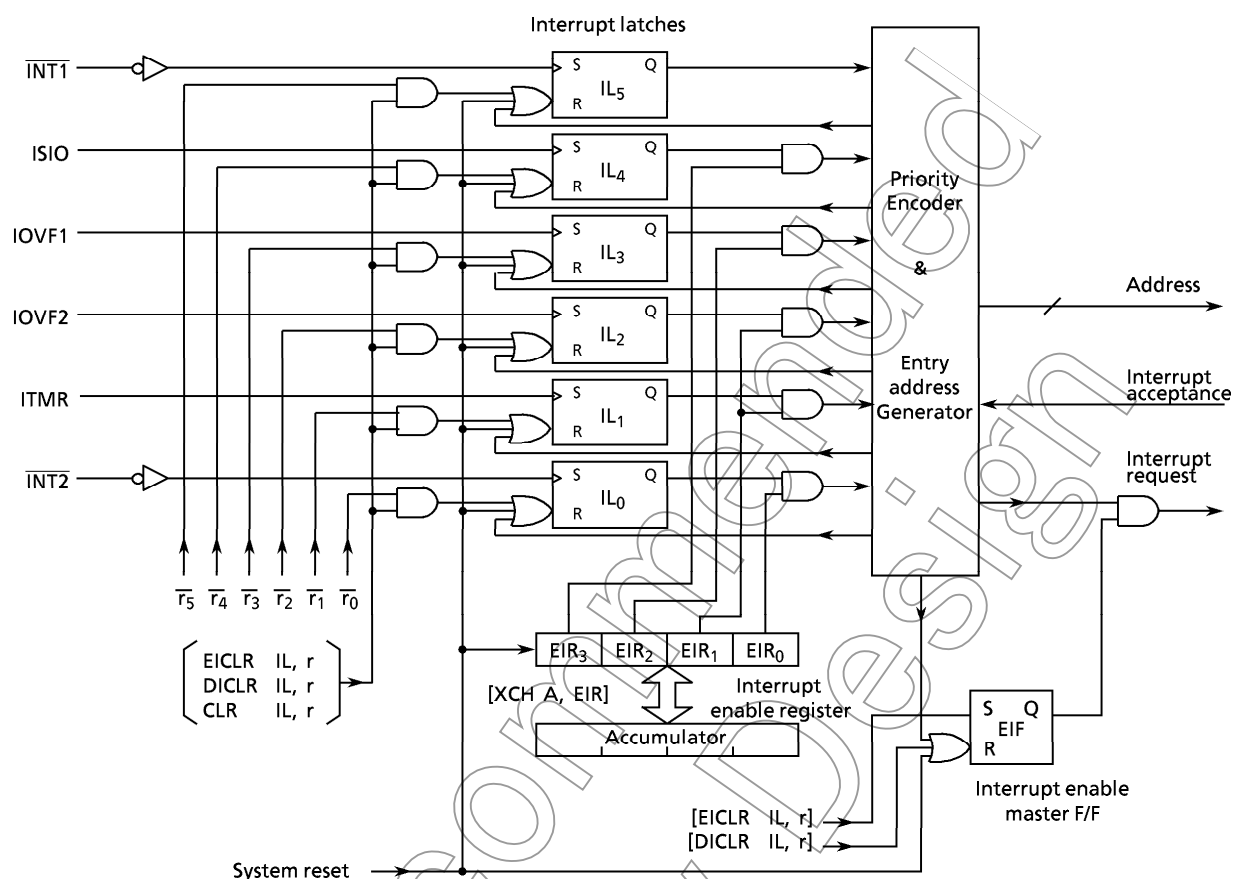 Interrupt latches
INT1
S Q
IL5
R
ISIO
S Q
IL4
R
IOVF1
S Q
IL3
R
IOVF2
S Q
IL2
R
ITMR
S Q
IL1
R
INT2
S Q
IL0
R
Priority
Encoder
&
Entry
address
Generator
Address
Interrupt
acceptance
Interrupt
request
r5 r4 r3 r2 r1 r0
EICLR IL, r
DICLR IL, r
CLR IL, r
EIR3 EIR2 EIR1 EIR0
[XCH A, EIR]
Interrupt
enable register
Accumulator
S Q
EIF
R
Interrupt enable
master F/F
[EICLR IL, r]
[DICLR IL, r]
System reset
ommended
Design